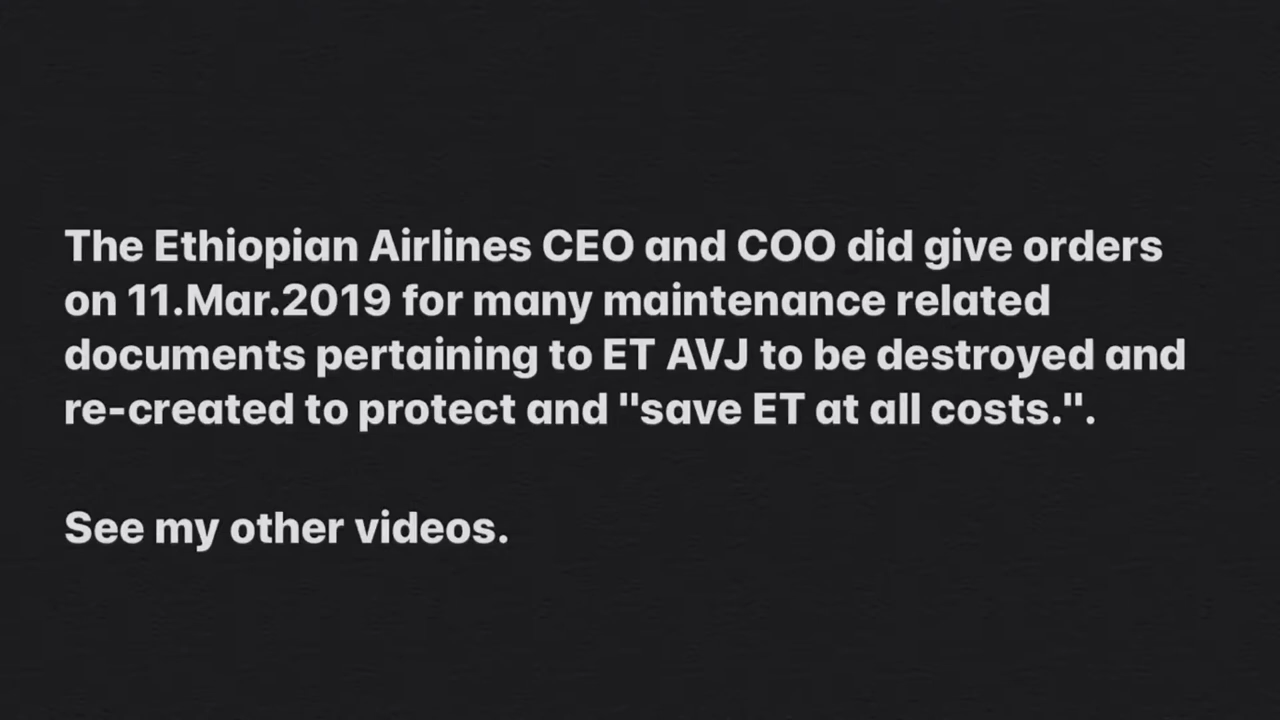 The Ethiopian Airlines CEO and COO did give orders
on 11.Mar.2019 for many maintenance related
documents pertaining to ET AVJ to be destroyed and
re-created to protect and "save ET at all costs.".
See my other videos.